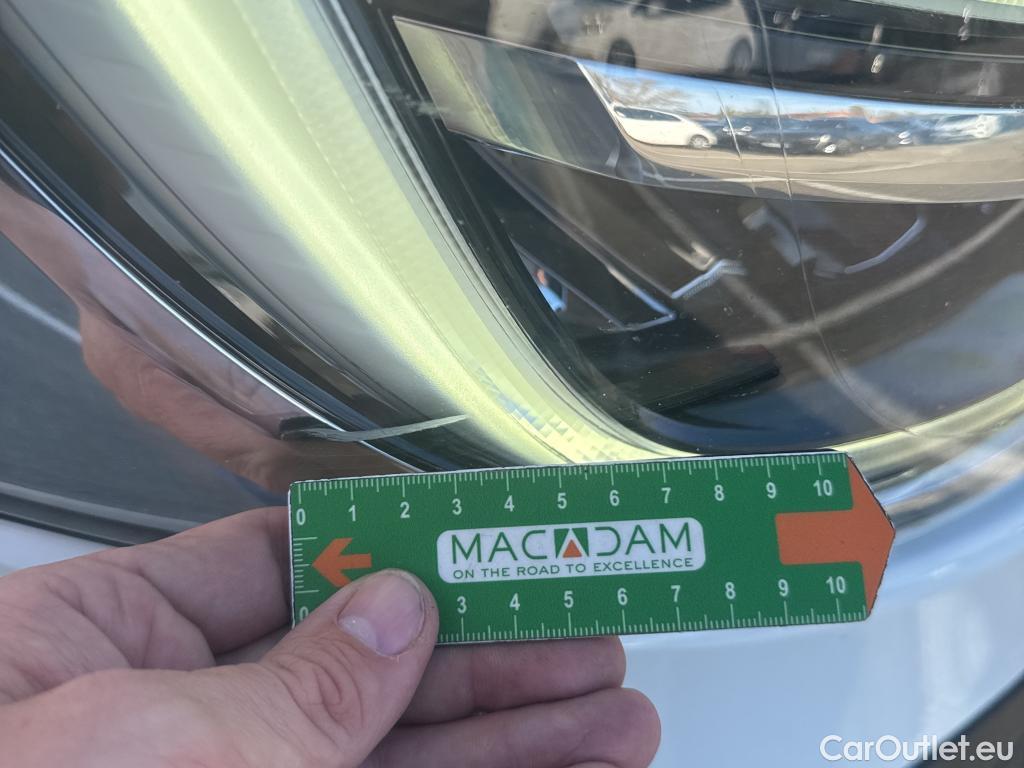 0 1 2 3 4 5 6 7 8 9 10
MACADAM
ON THE ROAD TO EXCELLENCE
0 3 4 5 6 7 8 9 10
CarOutlet.eu